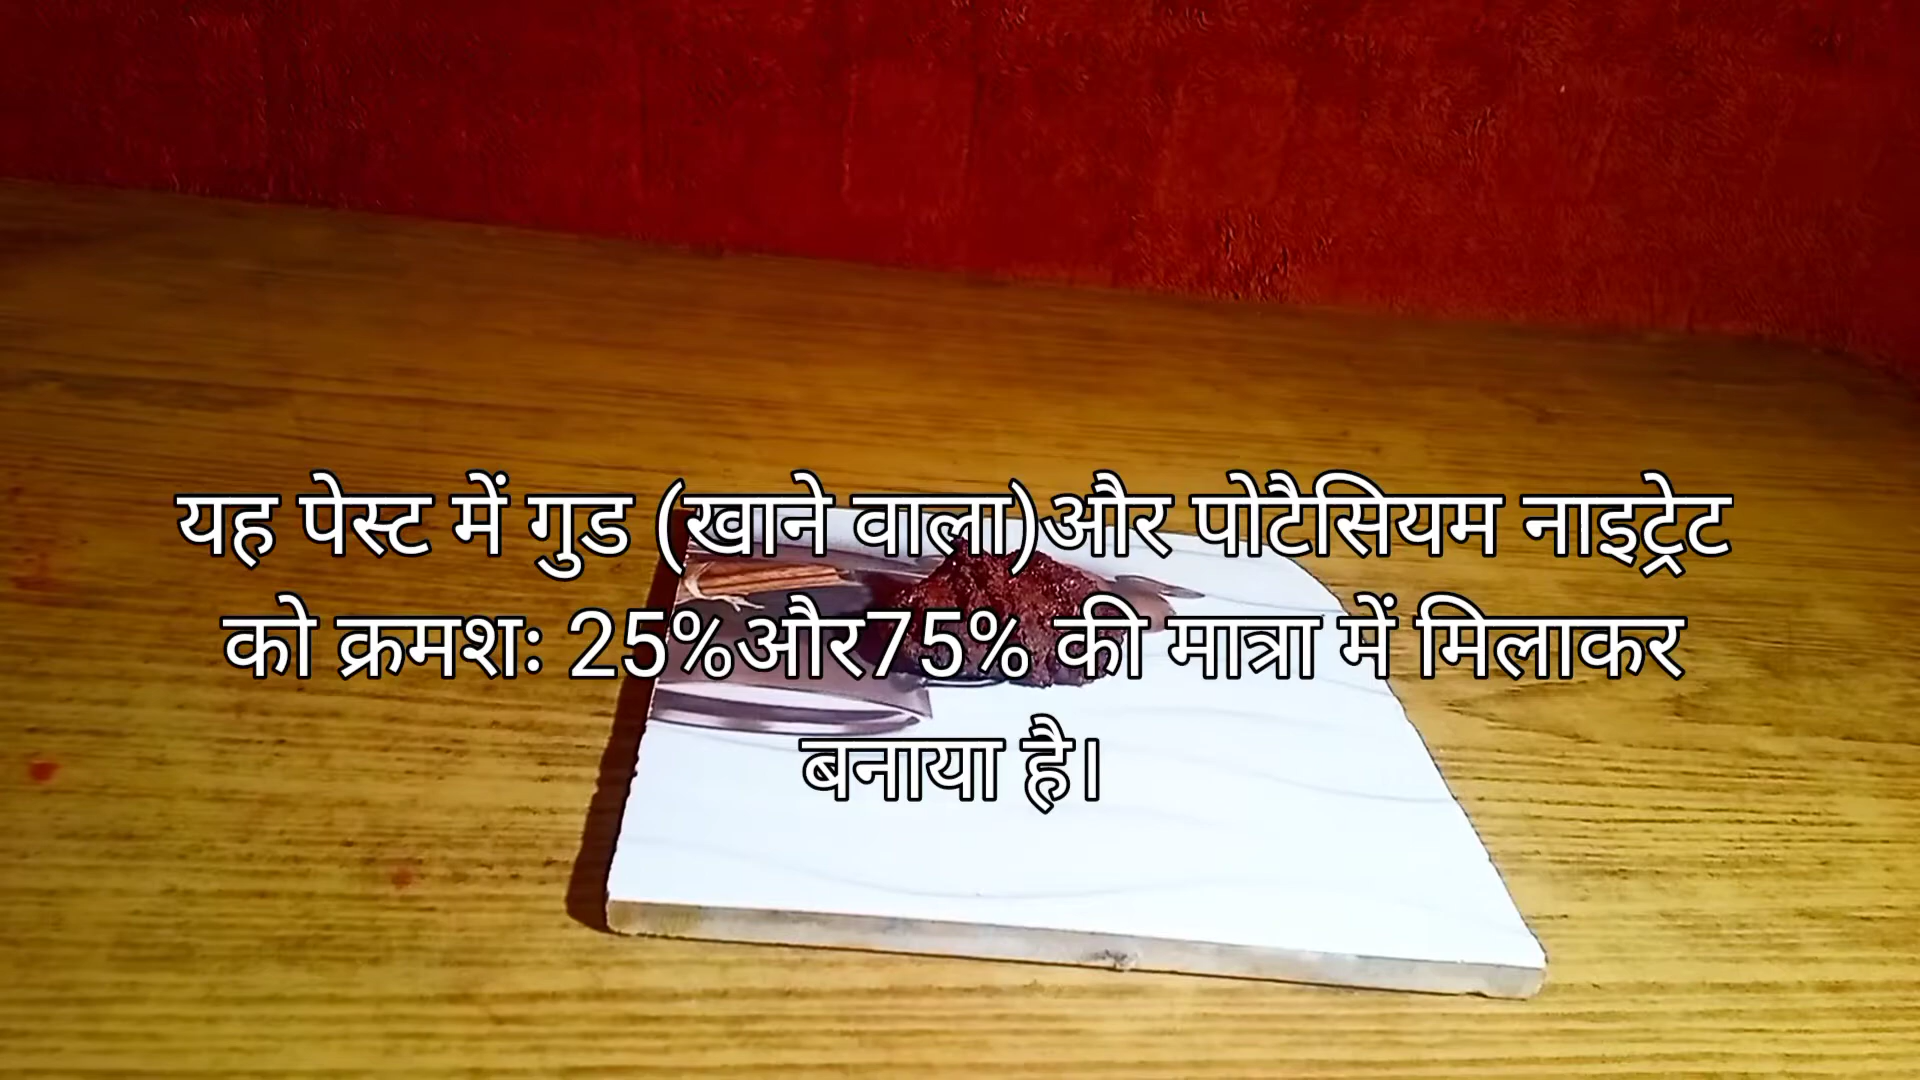 यह पेस्ट में गुड (खाने वाला)और पोटैसियम नाइट्रेट
को क्रमशः 25%और75% की मात्रा में मिलाकर
बनाया है।